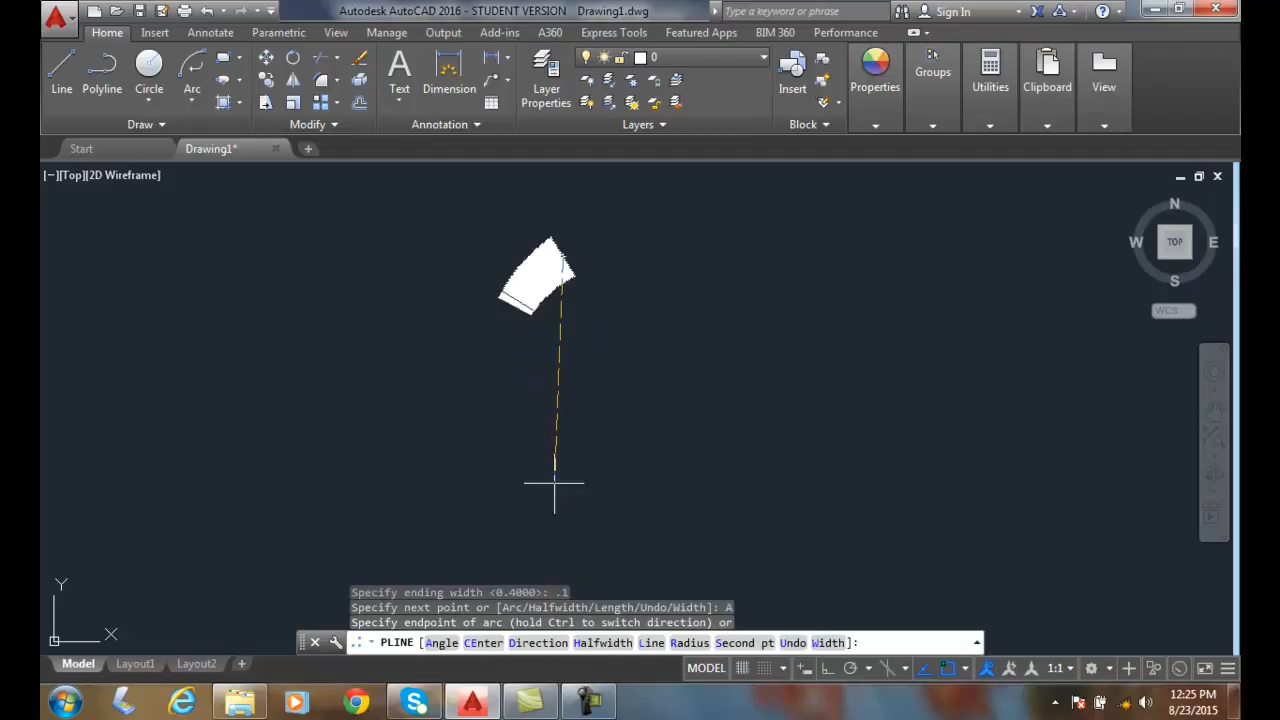 Autodesk AutoCAD 2016 - STUDENT VERSION Drawing1.dwg
Type a keyword or phrase
Sign In
Home Insert Annotate Parametric View Manage Output Add-ins A360 Express Tools Featured Apps BIM 360 Performance
Line Polyline Circle Arc
Text Dimension
Layer Properties
0
Insert
Properties Groups Utilities Clipboard View
Draw Modify Annotation Layers Block
Start Drawing1*
[−][Top][2D Wireframe]
N
W TOP E
S
WCS
Y
X
Specify ending width <0.4000>: .1
Specify next point or [Arc/Halfwidth/Length/Undo/Width]: A
Specify endpoint of arc (hold Ctrl to switch direction) or
PLINE [Angle CEnter Direction Halfwidth Line Radius Second pt Undo Width]:
Model Layout1 Layout2
MODEL 1:1
12:25 PM
8/23/2015